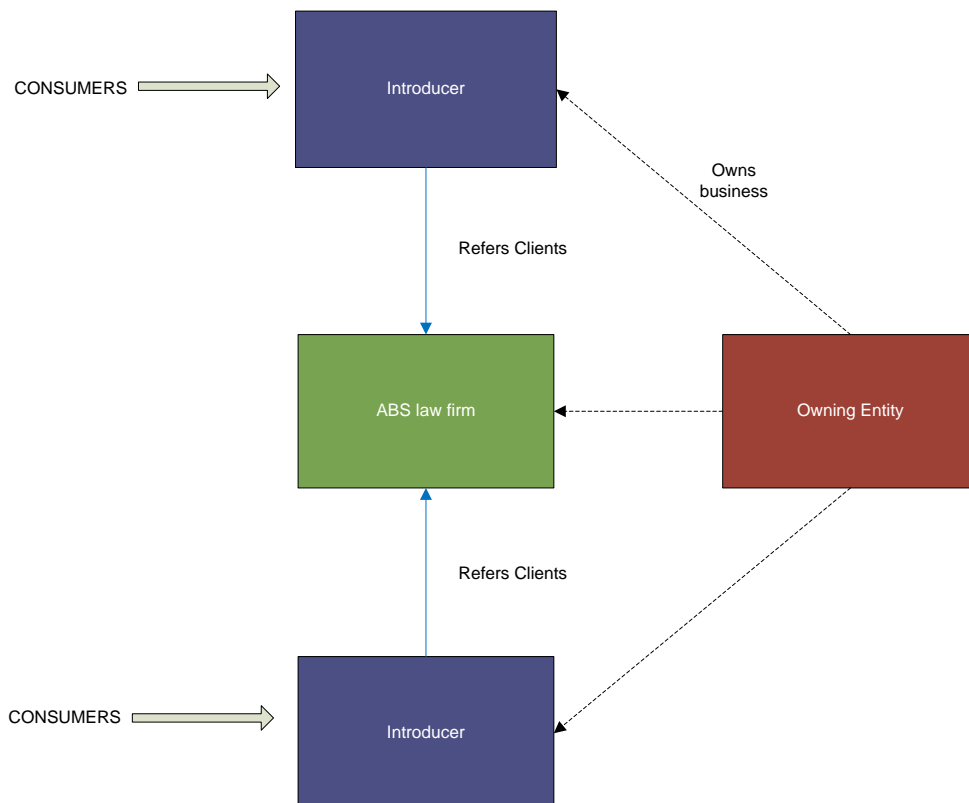 CONSUMERS
Introducer
Owns
business
Refers Clients
ABS law firm
Owning Entity
Refers Clients
CONSUMERS
Introducer